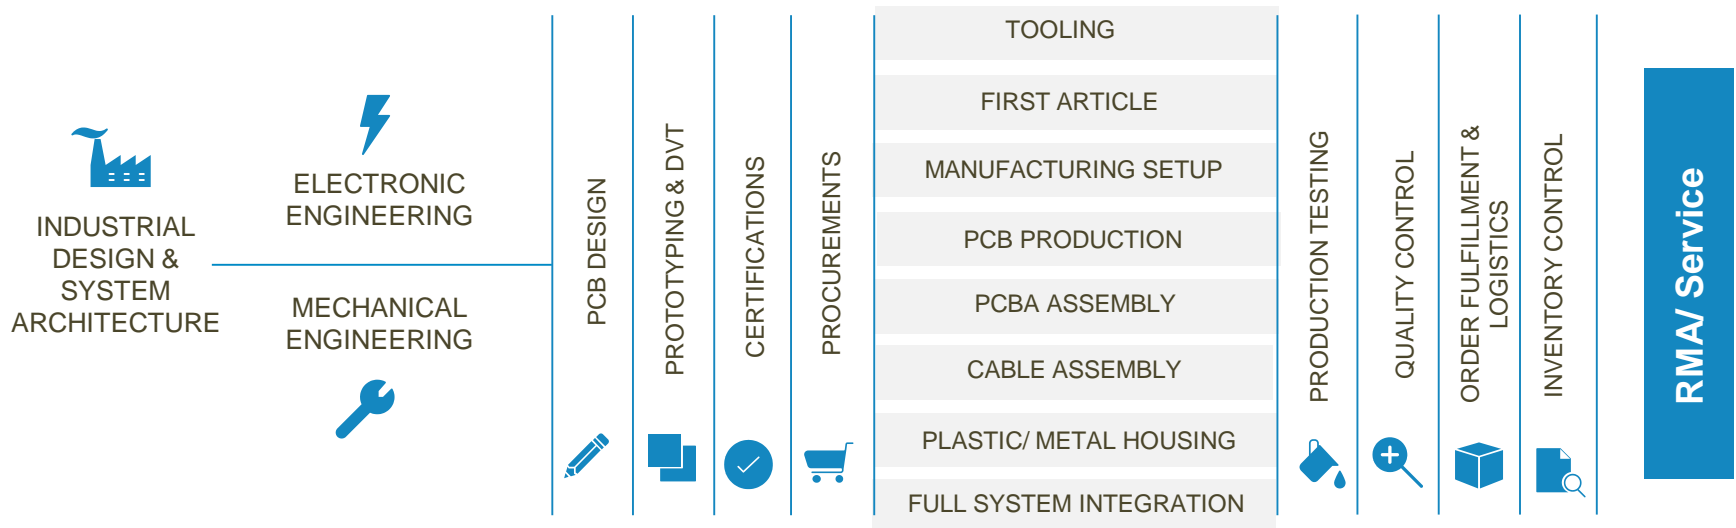 INDUSTRIAL
DESIGN &
SYSTEM
ARCHITECTURE
ELECTRONIC
ENGINEERING
MECHANICAL
ENGINEERING
PCB DESIGN
PROTOTYPING & DVT
CERTIFICATIONS
PROCUREMENTS
TOOLING
FIRST ARTICLE
MANUFACTURING SETUP
PCB PRODUCTION
PCBA ASSEMBLY
CABLE ASSEMBLY
PLASTIC/ METAL HOUSING
FULL SYSTEM INTEGRATION
PRODUCTION TESTING
QUALITY CONTROL
ORDER FULFILLMENT &
LOGISTICS
INVENTORY CONTROL
RMA/ Service